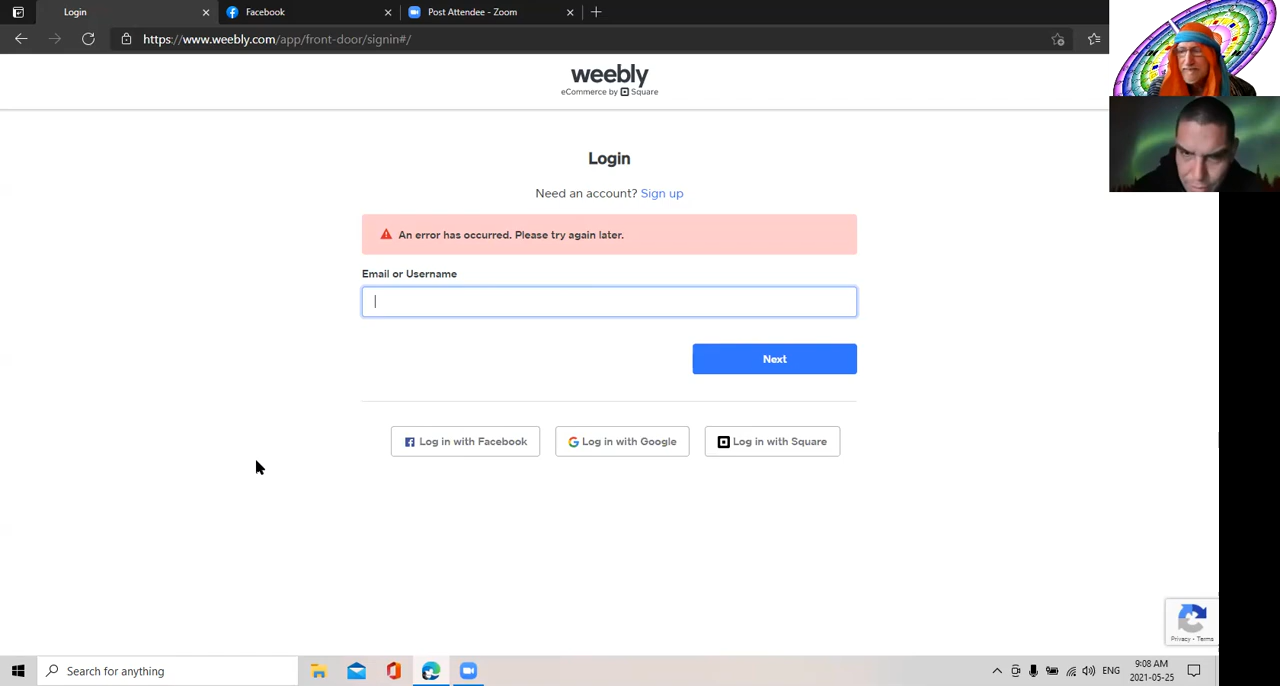 Login
Facebook
Post Attendee - Zoom
https://www.weebly.com/app/front-door/signin#/
weebly
eCommerce by Square
Login
Need an account? Sign up
An error has occurred. Please try again later.
Email or Username
Next
Log in with Facebook
Log in with Google
Log in with Square
Privacy - Terms
Search for anything
ENG
9:08 AM
2021-05-25